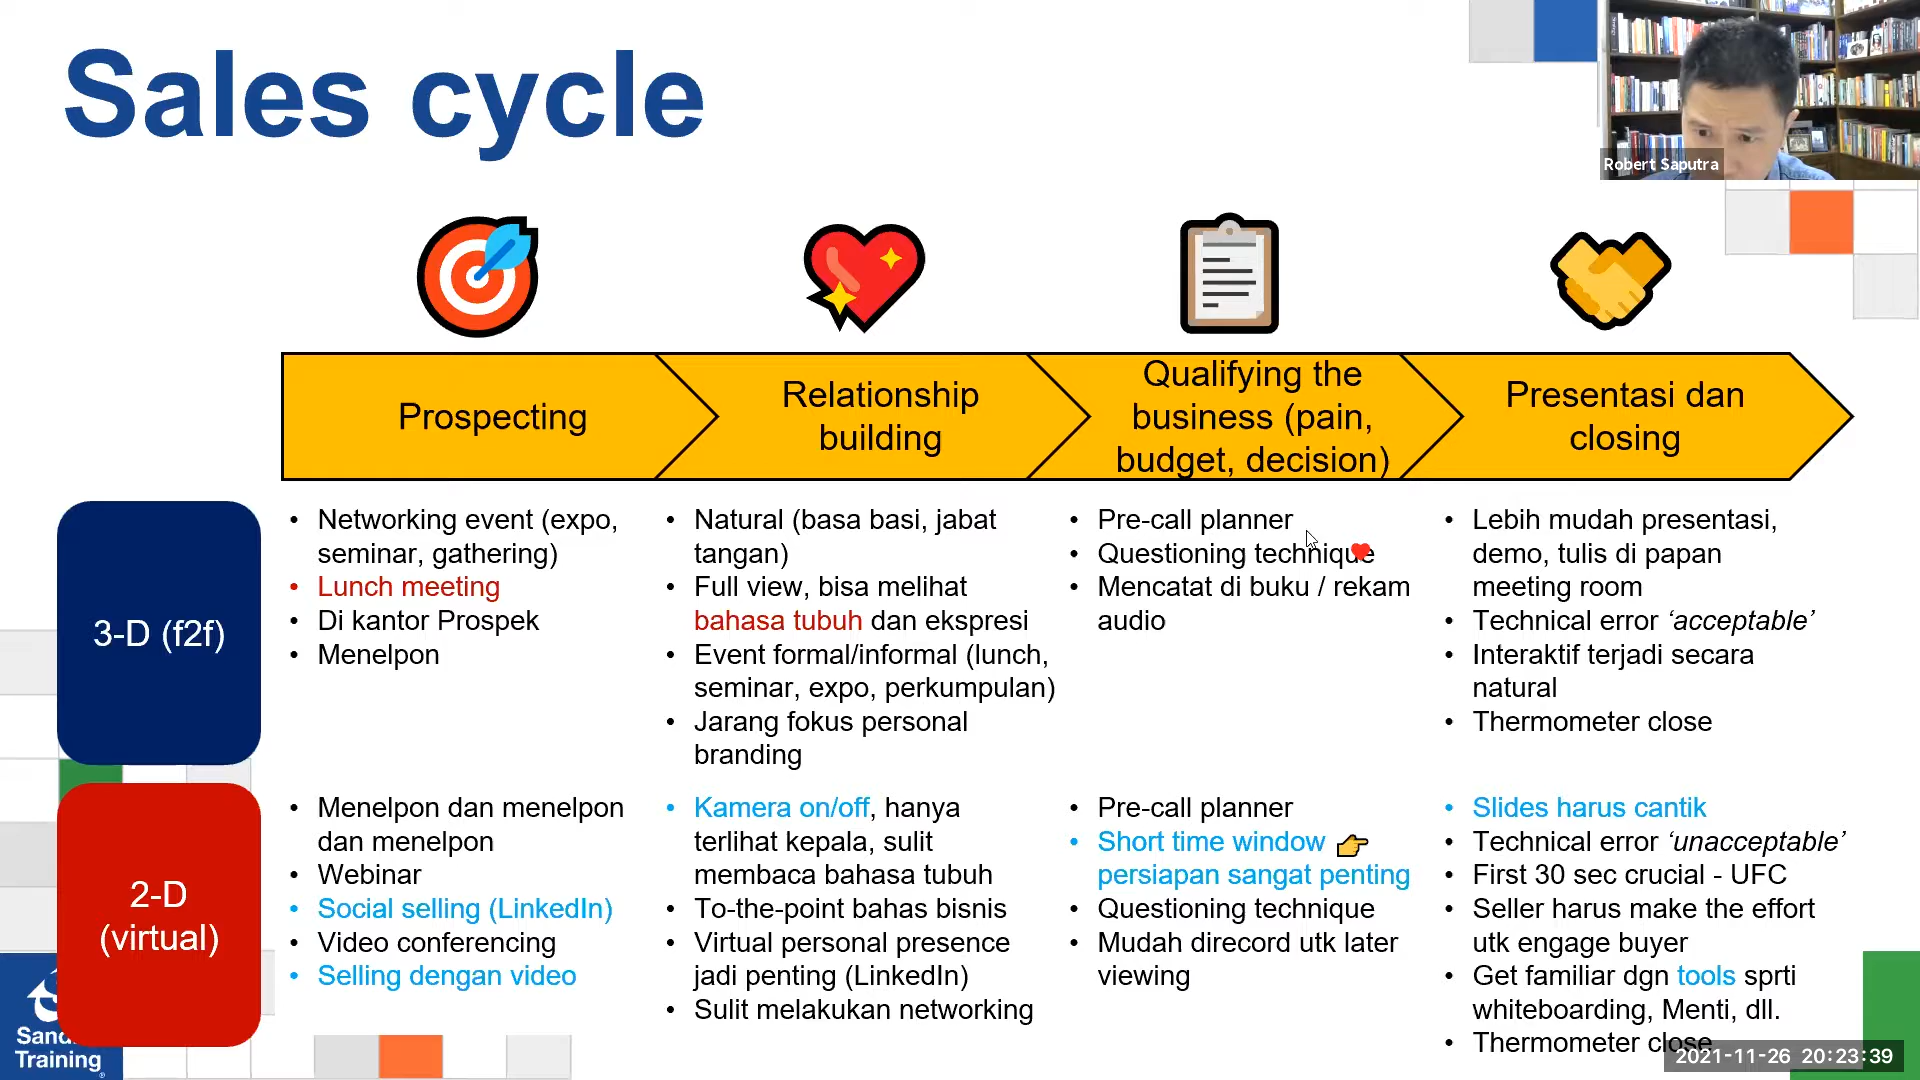 Sales cycle
Robert Saputra
Prospecting
Relationship
building
Qualifying the
business (pain,
budget, decision)
Presentasi dan
closing
3-D (f2f)
• Networking event (expo,
seminar, gathering)
• Lunch meeting
• Di kantor Prospek
• Menelpon
• Natural (basa basi, jabat
tangan)
• Full view, bisa melihat
bahasa tubuh dan ekspresi
• Event formal/informal (lunch,
seminar, expo, perkumpulan)
• Jarang fokus personal
branding
• Pre-call planner
• Questioning technique
• Mencatat di buku / rekam
audio
• Lebih mudah presentasi,
demo, tulis di papan
meeting room
• Technical error ‘acceptable’
• Interaktif terjadi secara
natural
• Thermometer close
2-D
(virtual)
• Menelpon dan menelpon
dan menelpon
• Webinar
• Social selling (LinkedIn)
• Video conferencing
• Selling dengan video
• Kamera on/off, hanya
terlihat kepala, sulit
membaca bahasa tubuh
• To-the-point bahas bisnis
• Virtual personal presence
jadi penting (LinkedIn)
• Sulit melakukan networking
• Pre-call planner
• Short time window
persiapan sangat penting
• Questioning technique
• Mudah direcord utk later
viewing
• Slides harus cantik
• Technical error ‘unacceptable’
• First 30 sec crucial - UFC
• Seller harus make the effort
utk engage buyer
• Get familiar dgn tools sprti
whiteboarding, Menti, dll.
• Thermometer close
Training
2021-11-26 20:23:39